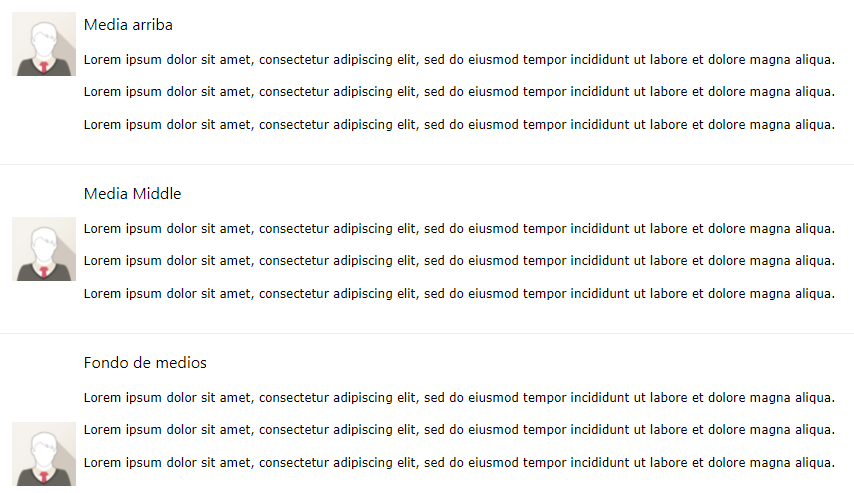 Media arriba
Lorem ipsum dolor sit amet, consectetur adipiscing elit, sed do eiusmod tempor incididunt ut labore et dolore magna aliqua.
Lorem ipsum dolor sit amet, consectetur adipiscing elit, sed do eiusmod tempor incididunt ut labore et dolore magna aliqua.
Lorem ipsum dolor sit amet, consectetur adipiscing elit, sed do eiusmod tempor incididunt ut labore et dolore magna aliqua.
Media Middle
Lorem ipsum dolor sit amet, consectetur adipiscing elit, sed do eiusmod tempor incididunt ut labore et dolore magna aliqua.
Lorem ipsum dolor sit amet, consectetur adipiscing elit, sed do eiusmod tempor incididunt ut labore et dolore magna aliqua.
Lorem ipsum dolor sit amet, consectetur adipiscing elit, sed do eiusmod tempor incididunt ut labore et dolore magna aliqua.
Fondo de medios
Lorem ipsum dolor sit amet, consectetur adipiscing elit, sed do eiusmod tempor incididunt ut labore et dolore magna aliqua.
Lorem ipsum dolor sit amet, consectetur adipiscing elit, sed do eiusmod tempor incididunt ut labore et dolore magna aliqua.
Lorem ipsum dolor sit amet, consectetur adipiscing elit, sed do eiusmod tempor incididunt ut labore et dolore magna aliqua.